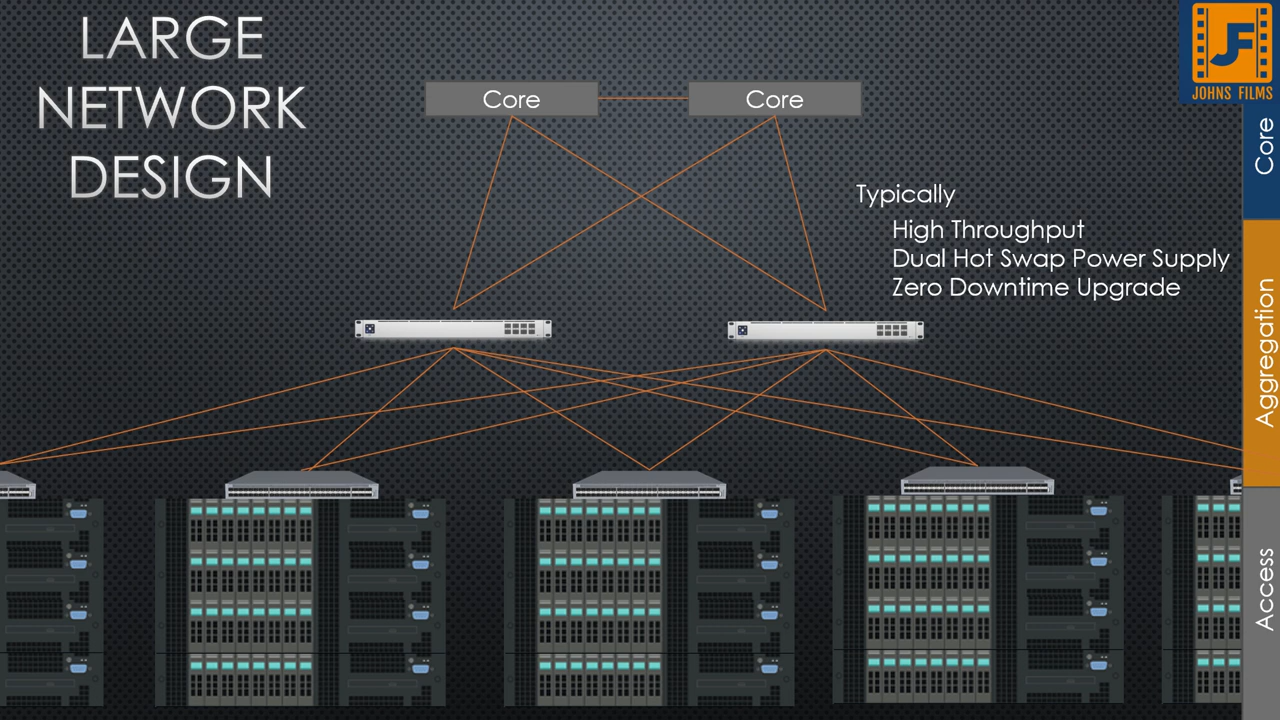 LARGE
NETWORK
DESIGN
Core
Core
JF
JOHNS FILMS
Core
Typically
High Throughput
Dual Hot Swap Power Supply
Zero Downtime Upgrade
Aggregation
Access